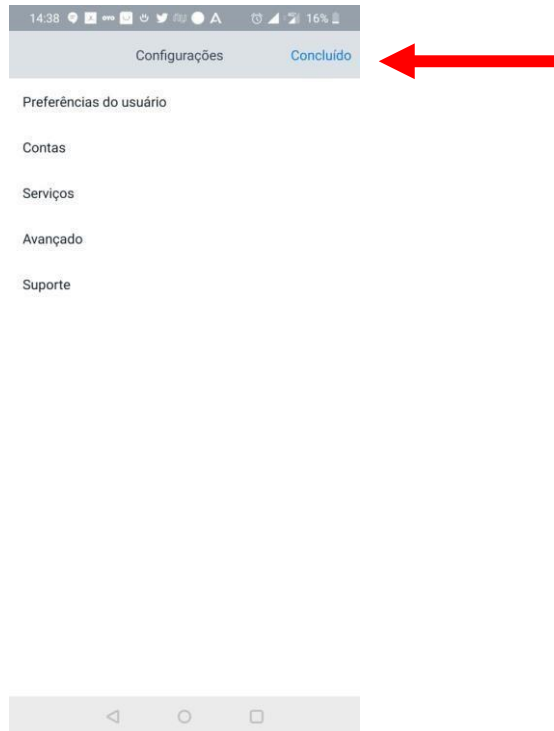 14:38 A 16%
Configurações Concluído
Preferências do usuário
Contas
Serviços
Avançado
Suporte